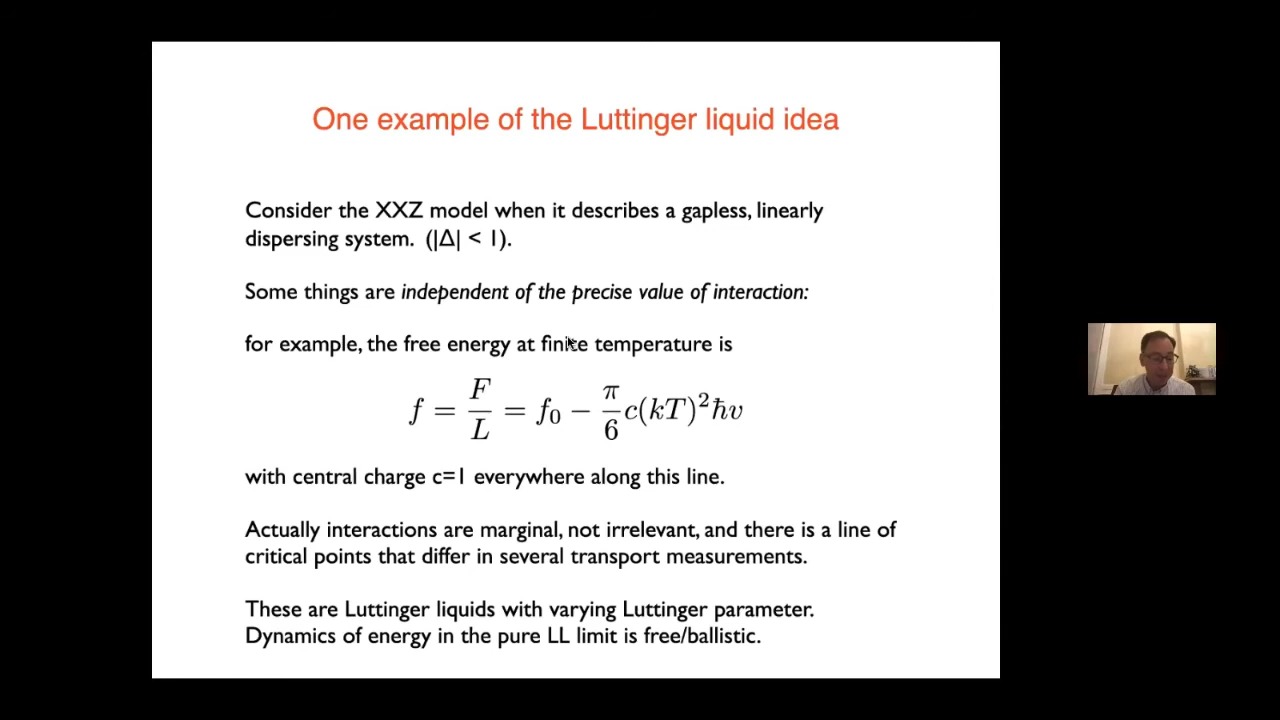 One example of the Luttinger liquid idea
Consider the XXZ model when it describes a gapless, linearly
dispersing system. (|Δ| < 1).
Some things are independent of the precise value of interaction:
for example, the free energy at finite temperature is
f = F/L = f₀ − π/6 c(kT)²ħv
with central charge c=1 everywhere along this line.
Actually interactions are marginal, not irrelevant, and there is a line of
critical points that differ in several transport measurements.
These are Luttinger liquids with varying Luttinger parameter.
Dynamics of energy in the pure LL limit is free/ballistic.